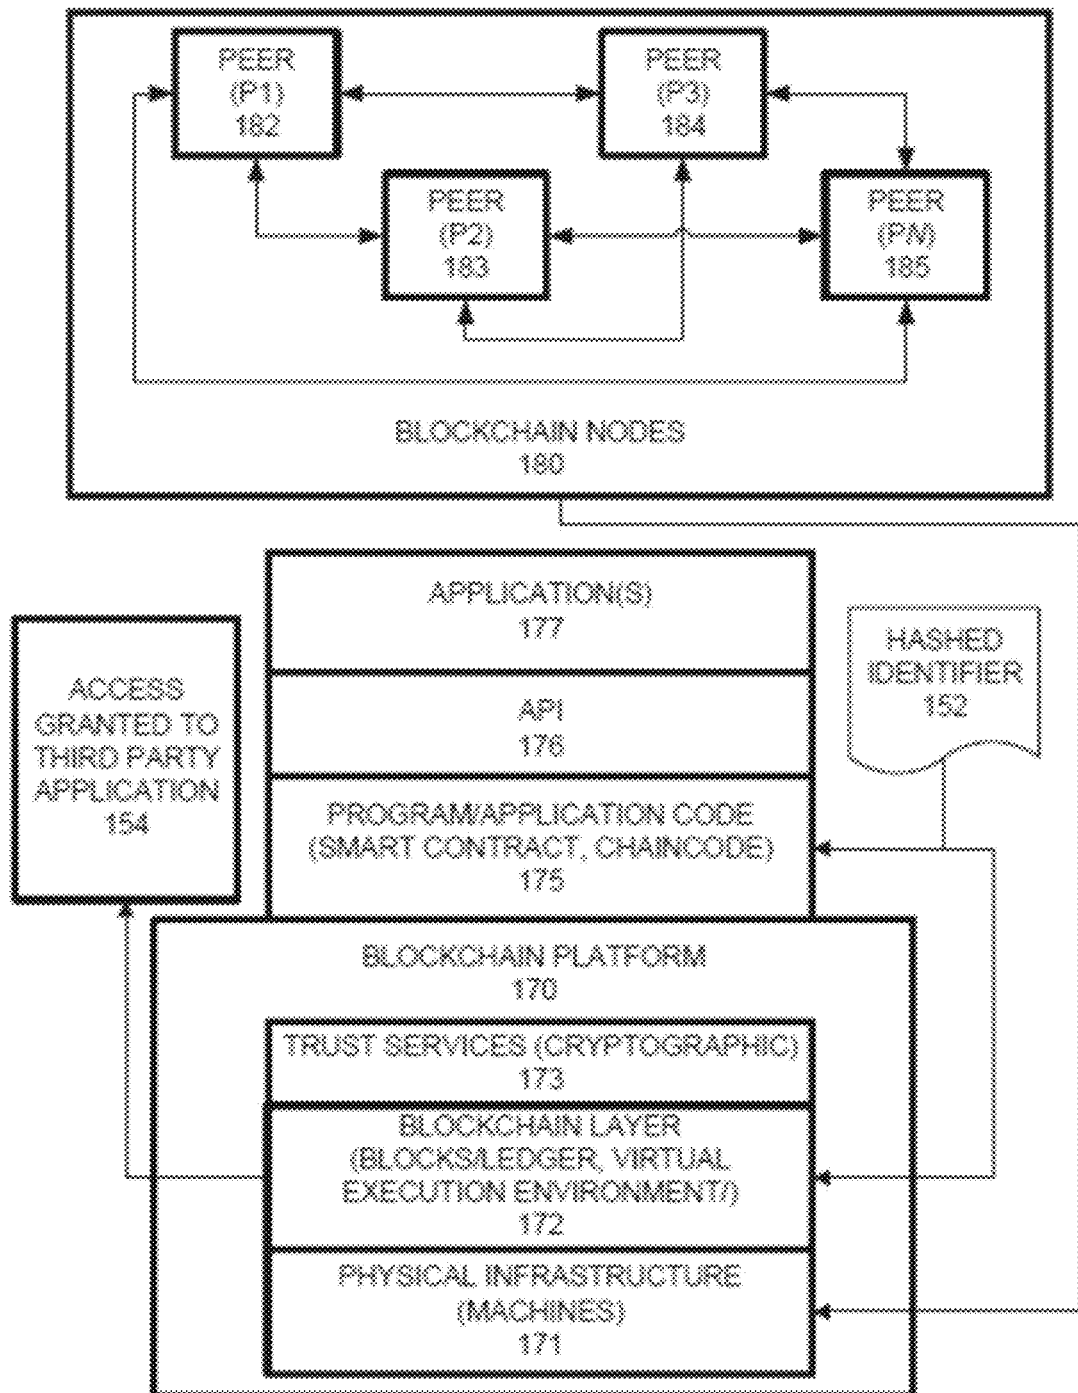 PEER
(P1)
182
PEER
(P3)
184
PEER
(P2)
183
PEER
(PN)
185
BLOCKCHAIN NODES
180
APPLICATION(S)
177
HASHED
IDENTIFIER
152
ACCESS
GRANTED TO
THIRD PARTY
APPLICATION
154
API
176
PROGRAM/APPLICATION CODE
(SMART CONTRACT, CHAINCODE)
175
BLOCKCHAIN PLATFORM
170
TRUST SERVICES (CRYPTOGRAPHIC)
173
BLOCKCHAIN LAYER
(BLOCKS/LEDGER, VIRTUAL
EXECUTION ENVIRONMENT/)
172
PHYSICAL INFRASTRUCTURE
(MACHINES)
171